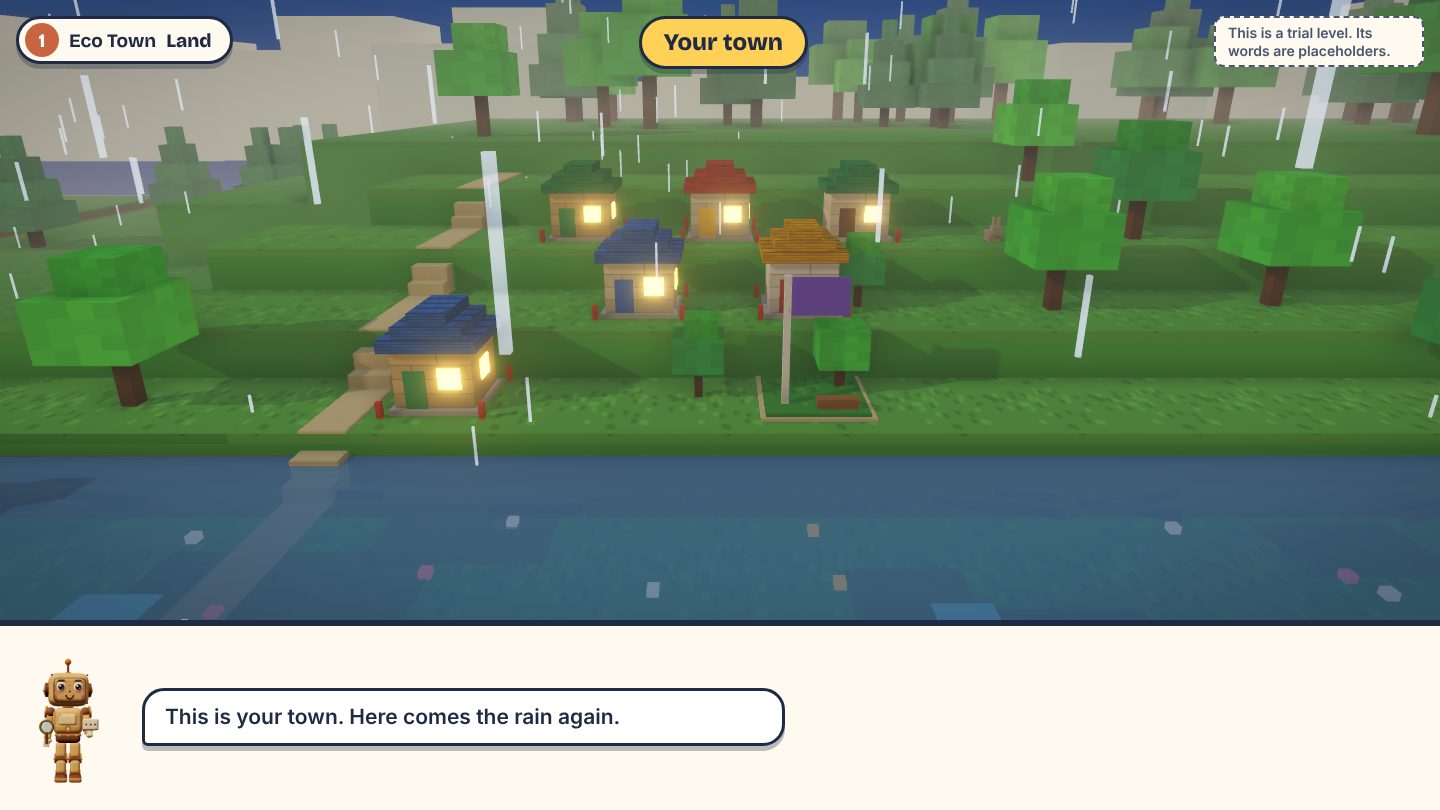 1 Eco Town Land
Your town
This is a trial level. Its
words are placeholders.
This is your town. Here comes the rain again.